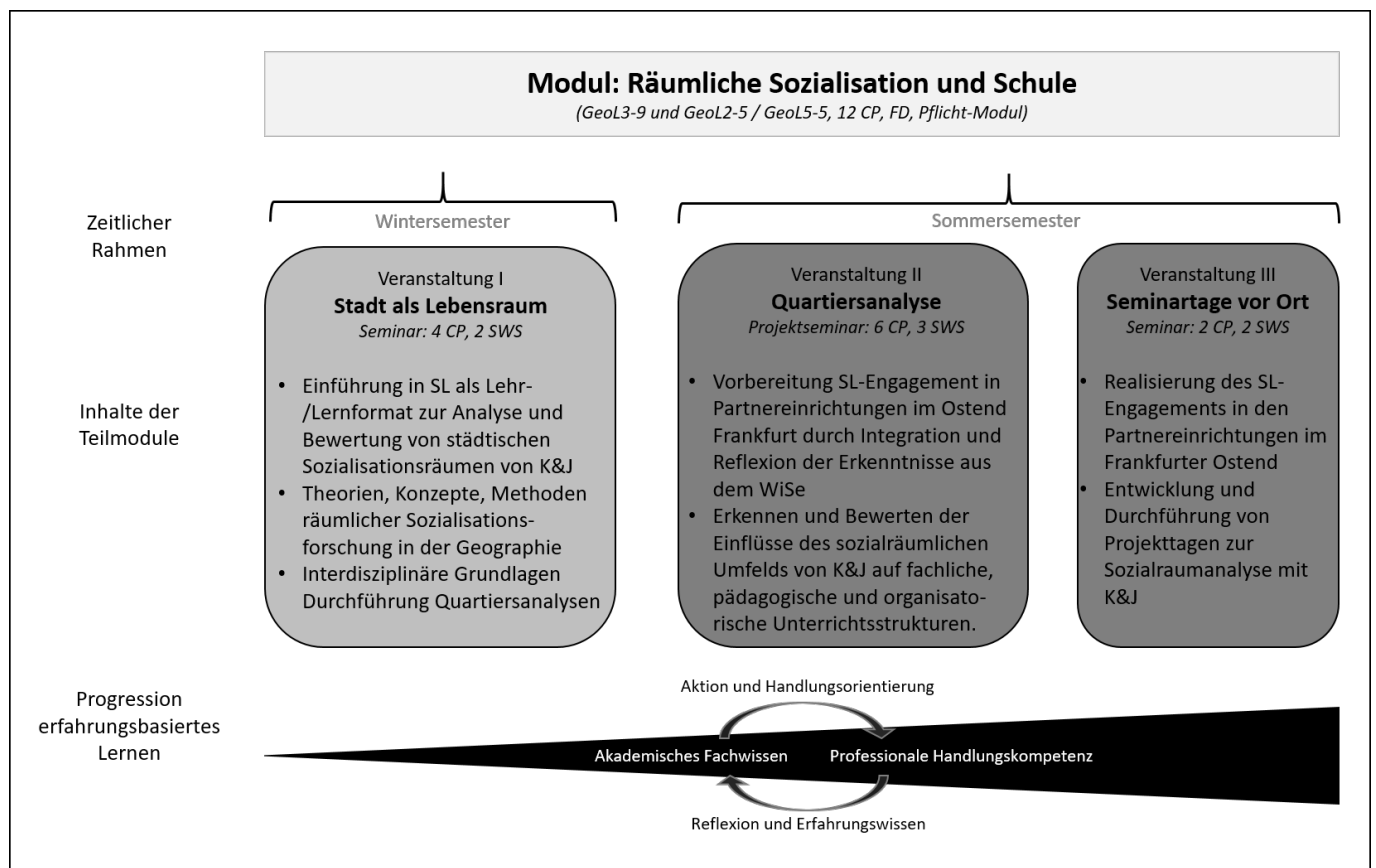 Modul: Räumliche Sozialisation und Schule
(GeoL3-9 und GeoL2-5 / GeoL5-5, 12 CP, FD, Pflicht-Modul)
Zeitlicher
Rahmen
Wintersemester
Sommersemester
Inhalte der
Teilmodule
Veranstaltung I
Stadt als Lebensraum
Seminar: 4 CP, 2 SWS
• Einführung in SL als Lehr-
/Lernformat zur Analyse und
Bewertung von städtischen
Sozialisationsräumen von K&J
• Theorien, Konzepte, Methoden
räumlicher Sozialisations-
forschung in der Geographie
• Interdisziplinäre Grundlagen
Durchführung Quartiersanalysen
Veranstaltung II
Quartiersanalyse
Projektseminar: 6 CP, 3 SWS
• Vorbereitung SL-Engagement in
Partnereinrichtungen im Ostend
Frankfurt durch Integration und
Reflexion der Erkenntnisse aus
dem WiSe
• Erkennen und Bewerten der
Einflüsse des sozialräumlichen
Umfelds von K&J auf fachliche,
pädagogische und organisato-
rische Unterrichtsstrukturen.
Veranstaltung III
Seminartage vor Ort
Seminar: 2 CP, 2 SWS
• Realisierung des SL-
Engagements in den
Partnereinrichtungen im
Frankfurter Ostend
• Entwicklung und
Durchführung von
Projekttagen zur
Sozialraumanalyse mit
K&J
Progression
erfahrungsbasiertes
Lernen
Aktion und Handlungsorientierung
Akademisches Fachwissen
Professionale Handlungskompetenz
Reflexion und Erfahrungswissen